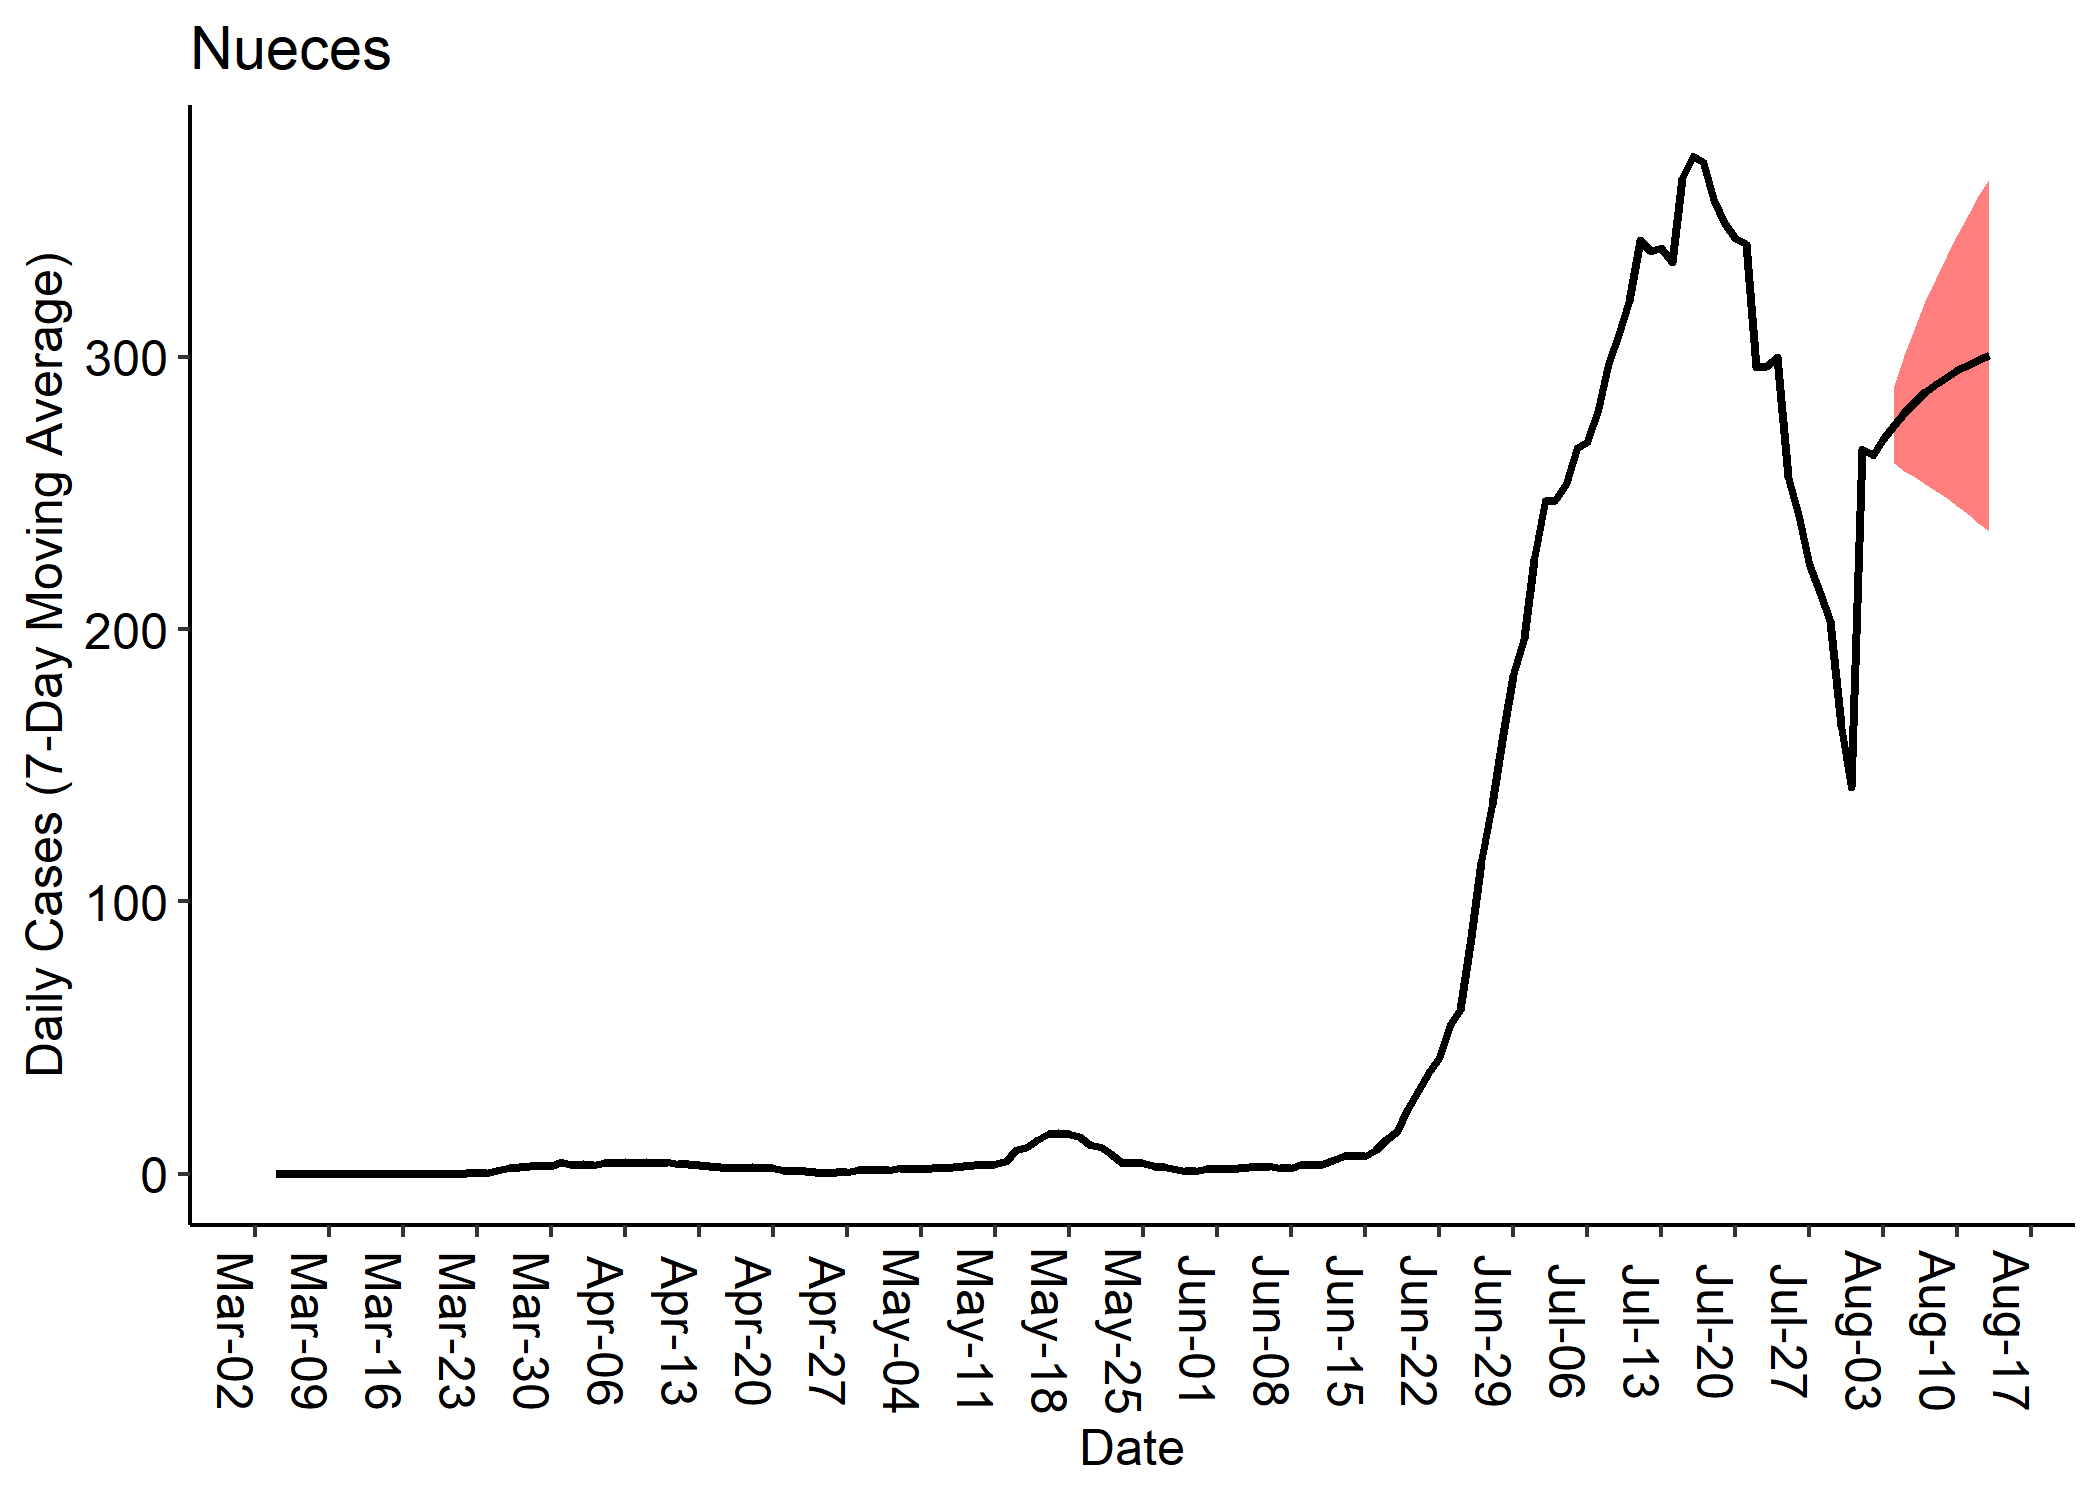 Nueces
Daily Cases (7-Day Moving Average)
300
200
100
0
Mar-02
Mar-09
Mar-16
Mar-23
Mar-30
Apr-06
Apr-13
Apr-20
Apr-27
May-04
May-11
May-18
May-25
Jun-01
Jun-08
Jun-15
Jun-22
Jun-29
Jul-06
Jul-13
Jul-20
Jul-27
Aug-03
Aug-10
Aug-17
Date